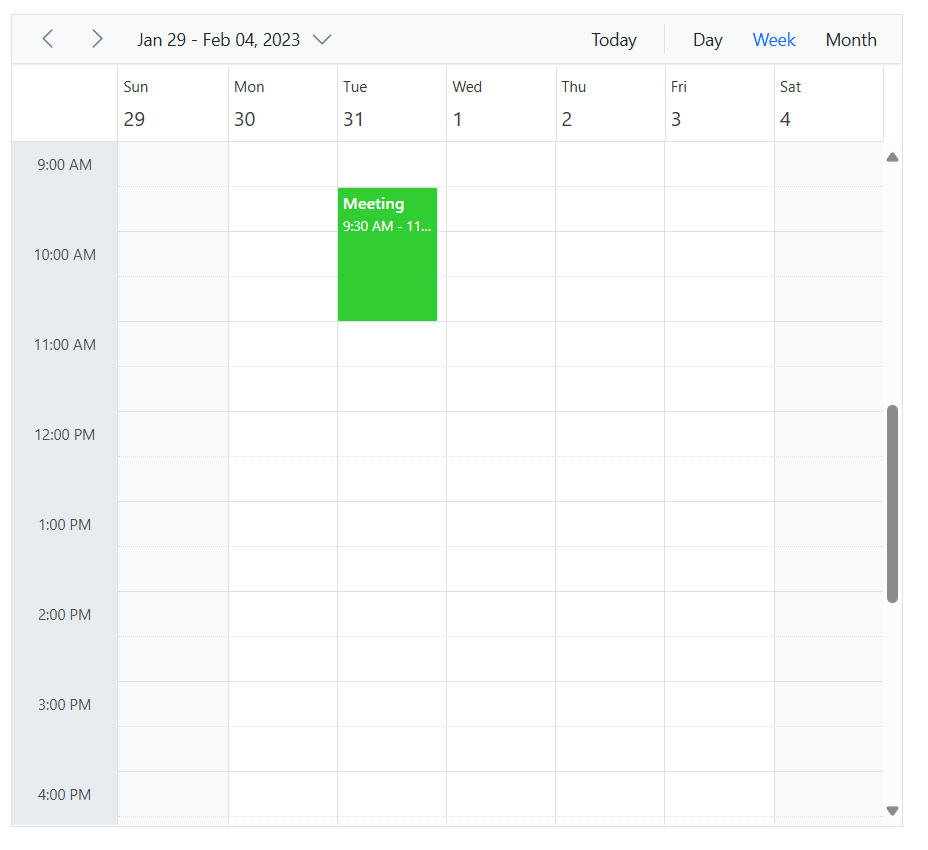 Jan 29 - Feb 04, 2023 Today Day Week Month
Sun Mon Tue Wed Thu Fri Sat
29 30 31 1 2 3 4
9:00 AM
Meeting
9:30 AM - 11...
10:00 AM
11:00 AM
12:00 PM
1:00 PM
2:00 PM
3:00 PM
4:00 PM